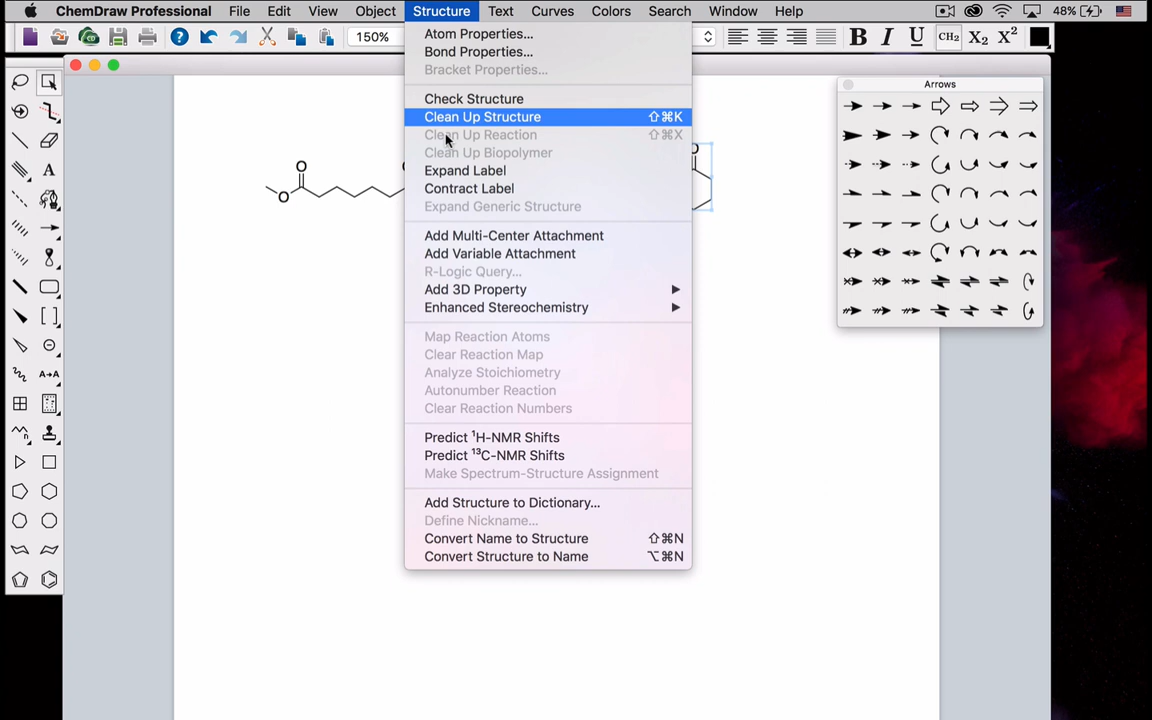 ChemDraw Professional File Edit View Object Structure Text Curves Colors Search Window Help 48%
150% B I U CH2 X2 X2
Atom Properties...
Bond Properties...
Bracket Properties...
Check Structure
Clean Up Structure ⇧⌘K
Clean Up Reaction ⇧⌘X
Clean Up Biopolymer
Expand Label
Contract Label
Expand Generic Structure
Add Multi-Center Attachment
Add Variable Attachment
R-Logic Query...
Add 3D Property
Enhanced Stereochemistry
Map Reaction Atoms
Clear Reaction Map
Analyze Stoichiometry
Autonumber Reaction
Clear Reaction Numbers
Predict 1H-NMR Shifts
Predict 13C-NMR Shifts
Make Spectrum-Structure Assignment
Add Structure to Dictionary...
Define Nickname...
Convert Name to Structure ⇧⌘N
Convert Structure to Name ⌥⌘N
Arrows
A
A→A
O
O